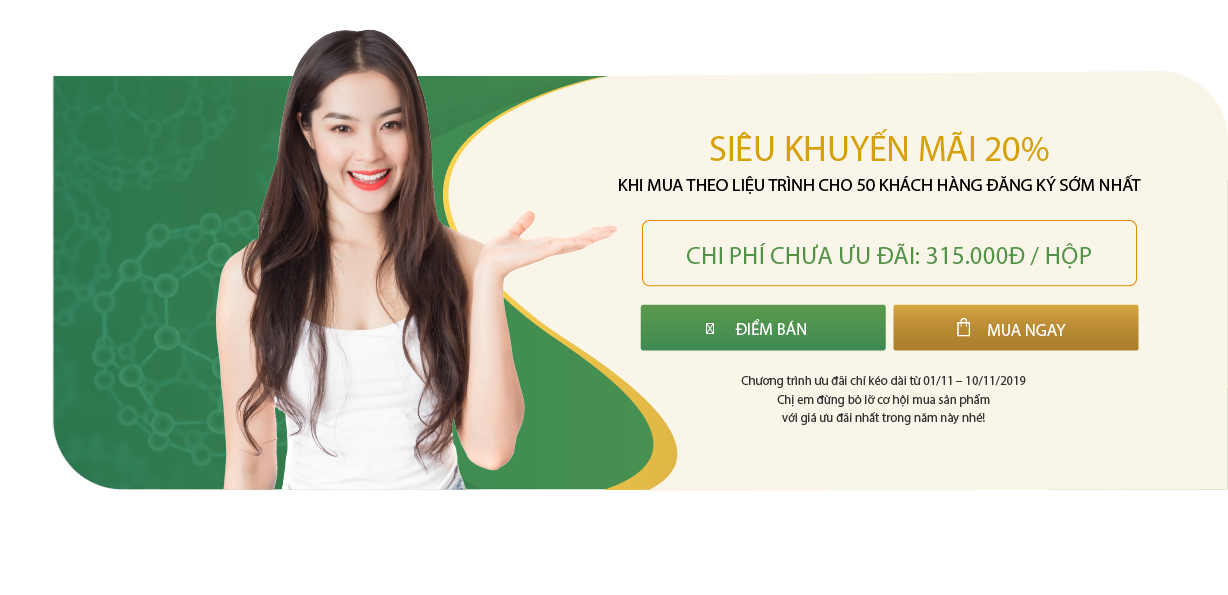 SIÊU KHUYẾN MÃI 20%
KHI MUA THEO LIỆU TRÌNH CHO 50 KHÁCH HÀNG ĐĂNG KÝ SỚM NHẤT
CHI PHÍ CHƯA ƯU ĐÃI: 315.000Đ / HỘP
ĐIỂM BÁN
MUA NGAY
Chương trình ưu đãi chỉ kéo dài từ 01/11 – 10/11/2019
Chị em đừng bỏ lỡ cơ hội mua sản phẩm
với giá ưu đãi nhất trong năm này nhé!